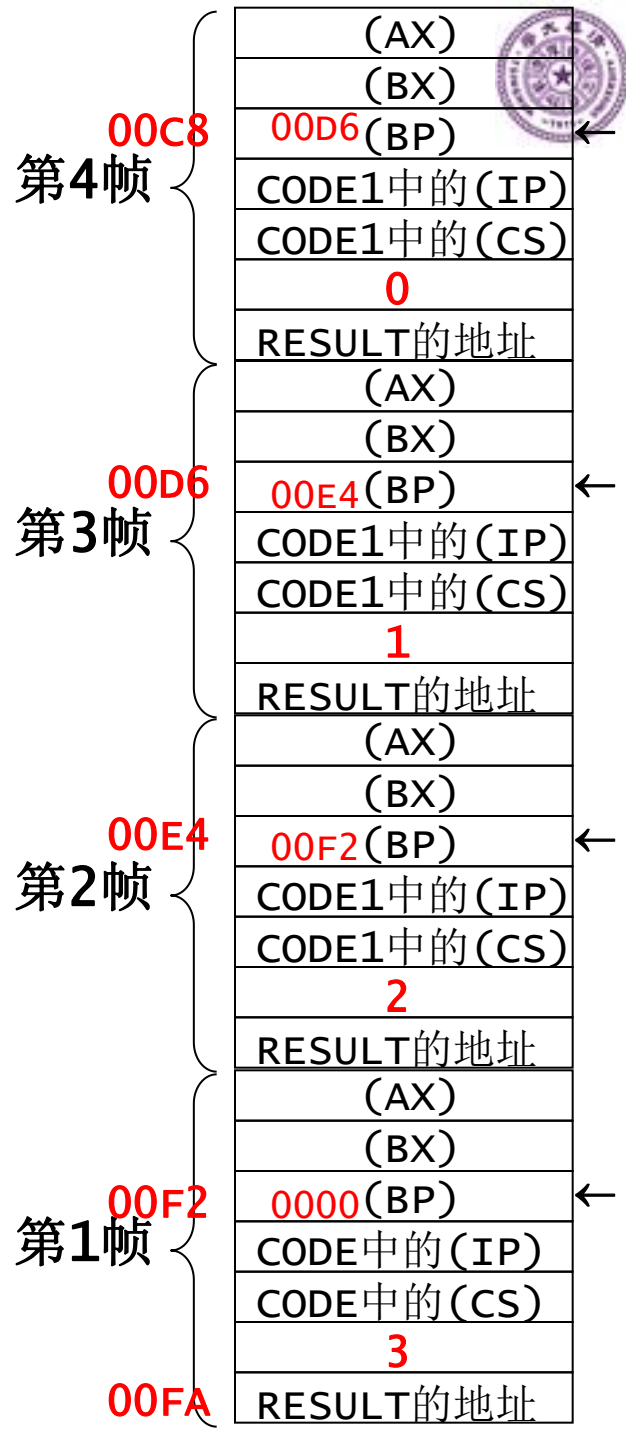 (AX)
(BX)
00C8 00D6(BP) ←
第4帧
CODE1中的(IP)
CODE1中的(CS)
0
RESULT的地址
(AX)
(BX)
00D6 00E4(BP) ←
第3帧
CODE1中的(IP)
CODE1中的(CS)
1
RESULT的地址
(AX)
(BX)
00E4 00F2(BP) ←
第2帧
CODE1中的(IP)
CODE1中的(CS)
2
RESULT的地址
(AX)
(BX)
00F2 0000(BP) ←
第1帧
CODE中的(IP)
CODE中的(CS)
3
00FA RESULT的地址